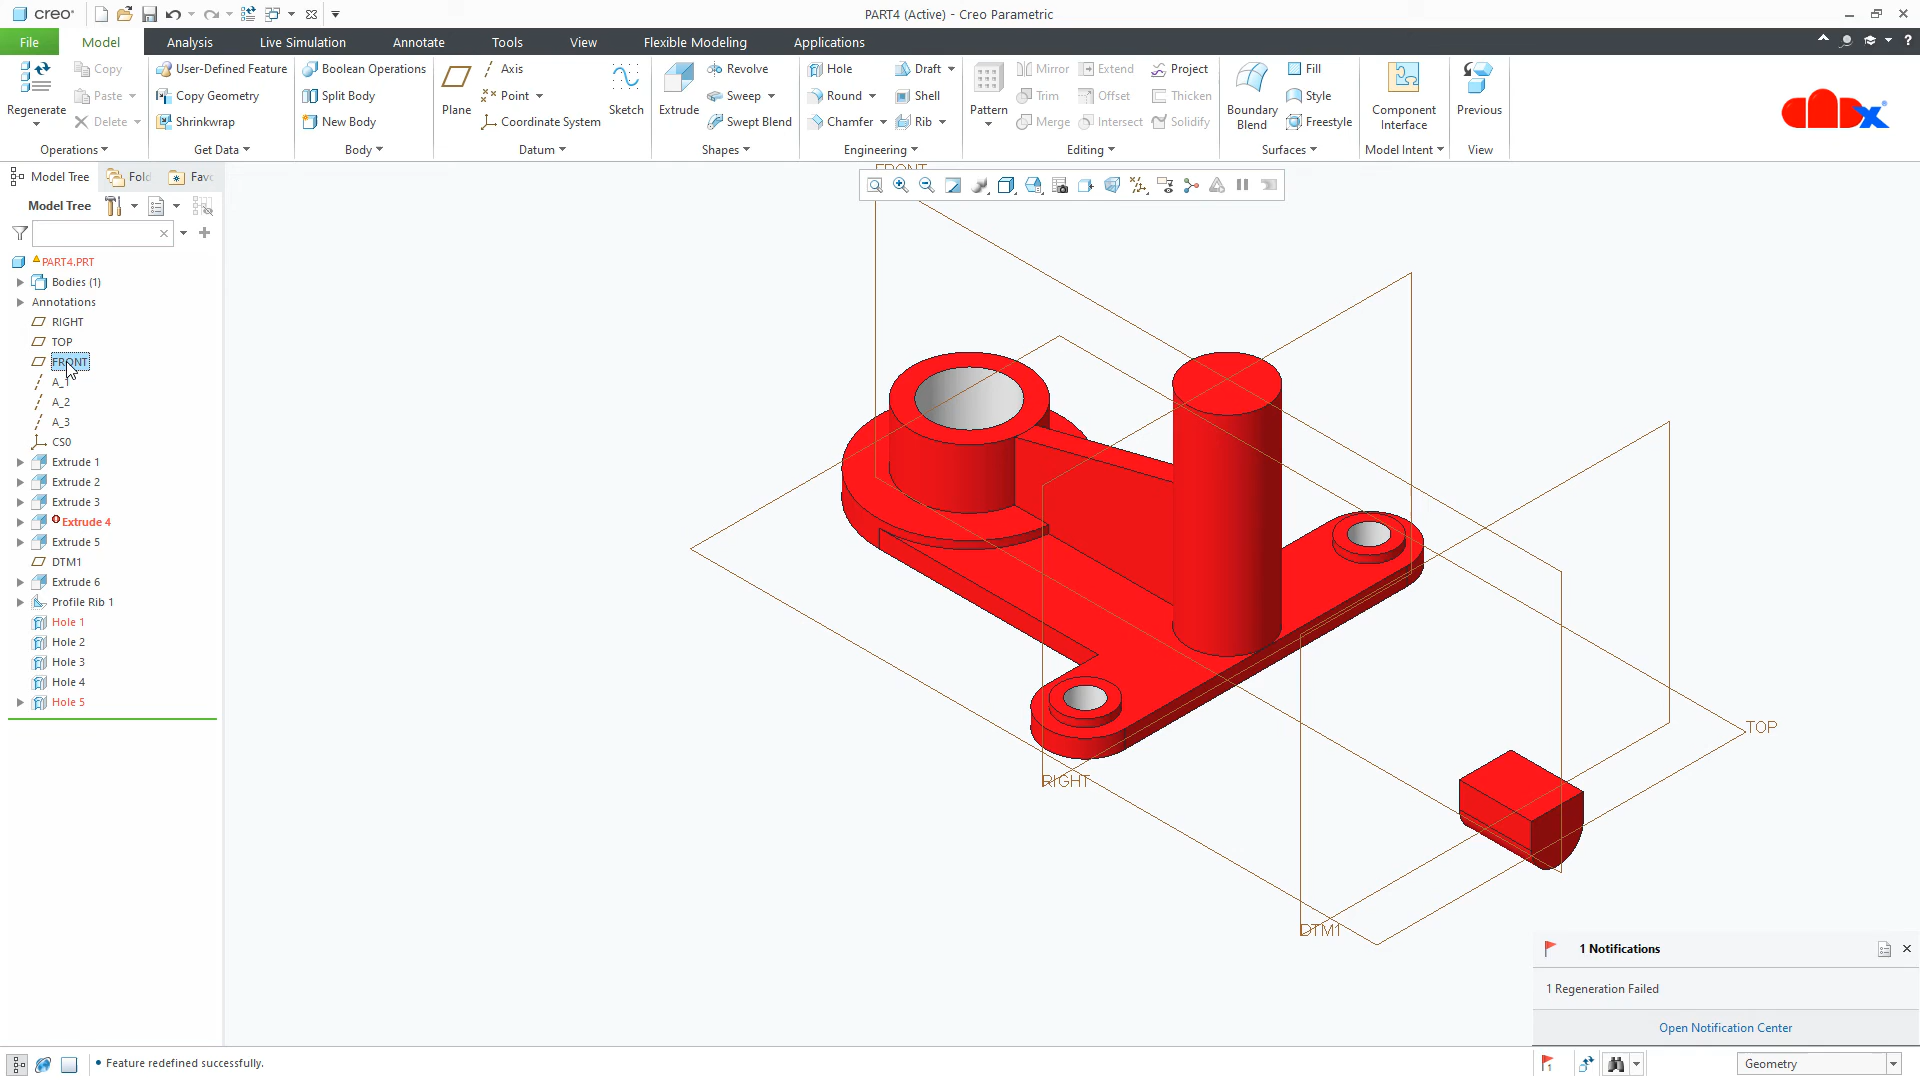 creo
PART4 (Active) - Creo Parametric
File
Model
Analysis
Live Simulation
Annotate
Tools
View
Flexible Modeling
Applications
Regenerate
Copy
Paste
Delete
Operations
User-Defined Feature
Copy Geometry
Shrinkwrap
Get Data
Boolean Operations
Split Body
New Body
Body
Plane
Axis
Point
Coordinate System
Sketch
Datum
Extrude
Revolve
Sweep
Swept Blend
Shapes
Hole
Round
Chamfer
Draft
Shell
Rib
Engineering
Pattern
Mirror
Trim
Merge
Extend
Offset
Intersect
Project
Thicken
Solidify
Editing
Boundary
Blend
Fill
Style
Freestyle
Surfaces
Component
Interface
Model Intent
Previous
View
Model Tree
Fold
Favo
Model Tree
PART4.PRT
Bodies (1)
Annotations
RIGHT
TOP
FRONT
A_1
A_2
A_3
CS0
Extrude 1
Extrude 2
Extrude 3
Extrude 4
Extrude 5
DTM1
Extrude 6
Profile Rib 1
Hole 1
Hole 2
Hole 3
Hole 4
Hole 5
FRONT
TOP
RIGHT
DTM1
1 Notifications
1 Regeneration Failed
Open Notification Center
Feature redefined successfully.
1
Geometry